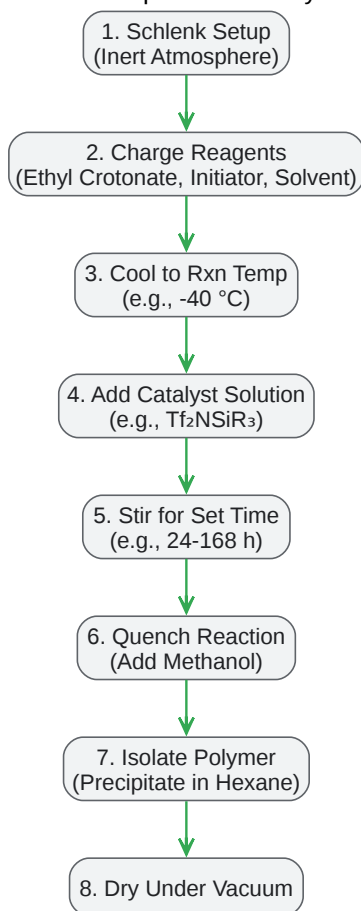 1. Schlenk Setup
(Inert Atmosphere)
2. Charge Reagents
(Ethyl Crotonate, Initiator, Solvent)
3. Cool to Rxn Temp
(e.g., -40 °C)
4. Add Catalyst Solution
(e.g., Tf₂NSiR₃)
5. Stir for Set Time
(e.g., 24-168 h)
6. Quench Reaction
(Add Methanol)
7. Isolate Polymer
(Precipitate in Hexane)
8. Dry Under Vacuum